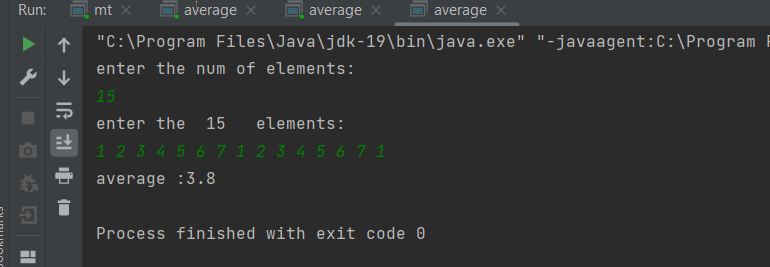 Run: mt × average × average × average ×
"C:\Program Files\Java\jdk-19\bin\java.exe" "-javaagent:C:\Program F
enter the num of elements:
15
enter the  15   elements:
1 2 3 4 5 6 7 1 2 3 4 5 6 7 1
average :3.8
Process finished with exit code 0